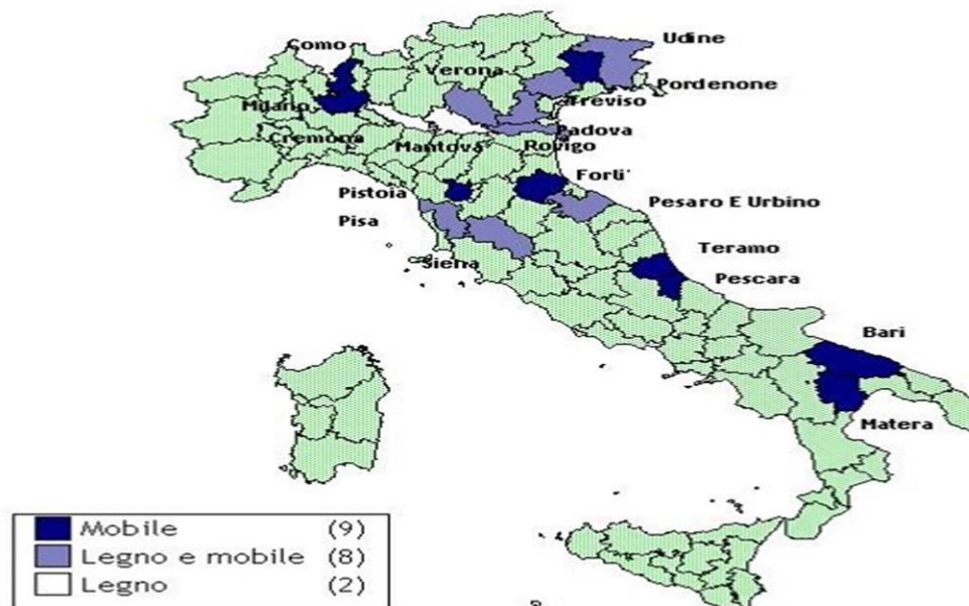 Udine
Como
Verona
Pordenone
Milano
Treviso
Cremona
Mantova
Rovigo
Padova
Forli'
Pistoia
Pesaro E Urbino
Pisa
Teramo
Siena
Pescara
Bari
Matera
Mobile (9)
Legno e mobile (8)
Legno (2)